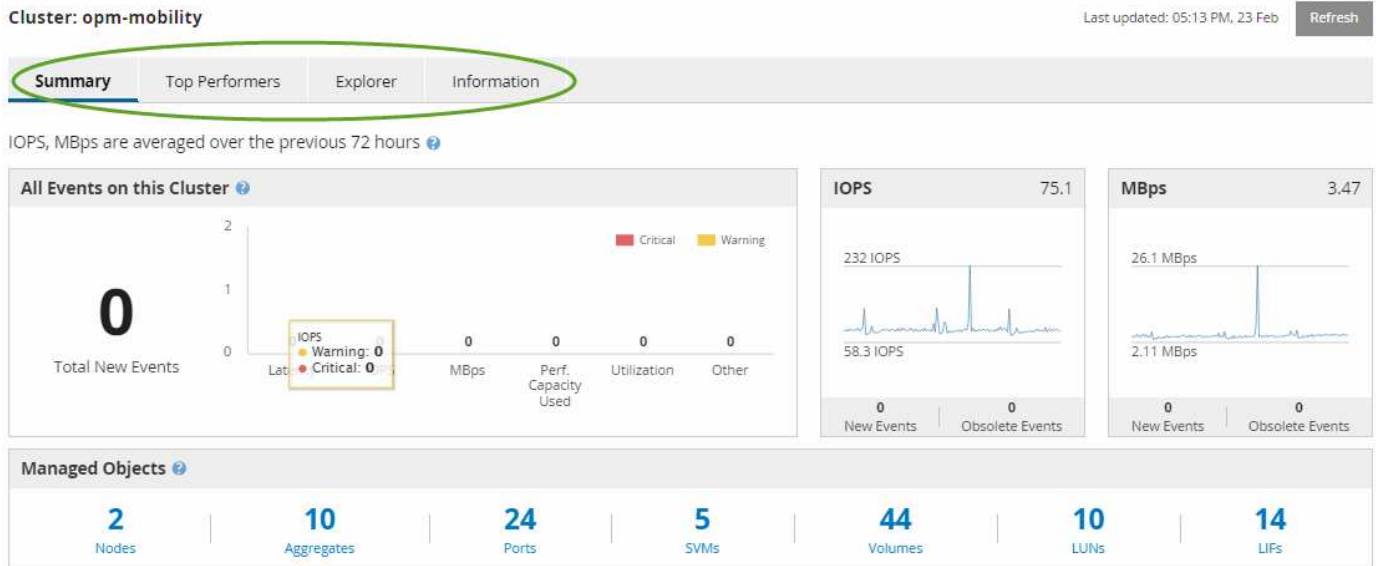 Cluster: opm-mobility
Last updated: 05:13 PM, 23 Feb Refresh
Summary Top Performers Explorer Information
IOPS, MBps are averaged over the previous 72 hours
All Events on this Cluster
0
Total New Events
2
1
0
Critical Warning
IOPS
Warning: 0
Critical: 0
0 0 0 0
MBps Perf. Capacity Used Utilization Other
IOPS 75.1
232 IOPS
58.3 IOPS
0 0
New Events Obsolete Events
MBps 3.47
26.1 MBps
2.11 MBps
0 0
New Events Obsolete Events
Managed Objects
2 10 24 5 44 10 14
Nodes Aggregates Ports SVMs Volumes LUNs LIFs